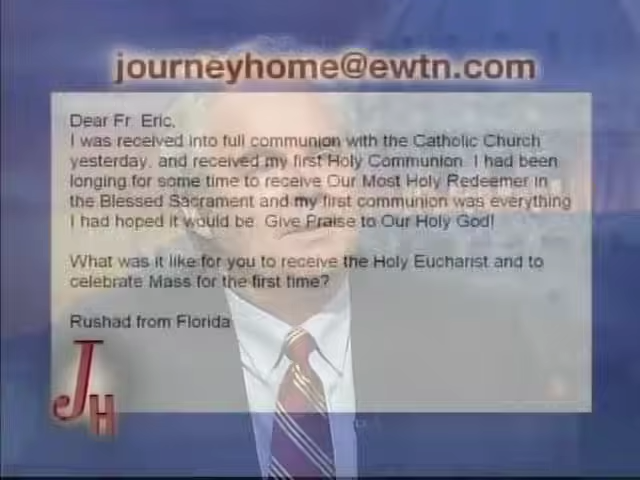 journeyhome@ewtn.com
Dear Fr. Eric,
I was received into full communion with the Catholic Church
yesterday, and received my first Holy Communion. I had been
longing for some time to receive Our Most Holy Redeemer in
the Blessed Sacrament and my first communion was everything
I had hoped it would be. Give Praise to Our Holy God!
What was it like for you to receive the Holy Eucharist and to
celebrate Mass for the first time?
Rushad from Florida
JH